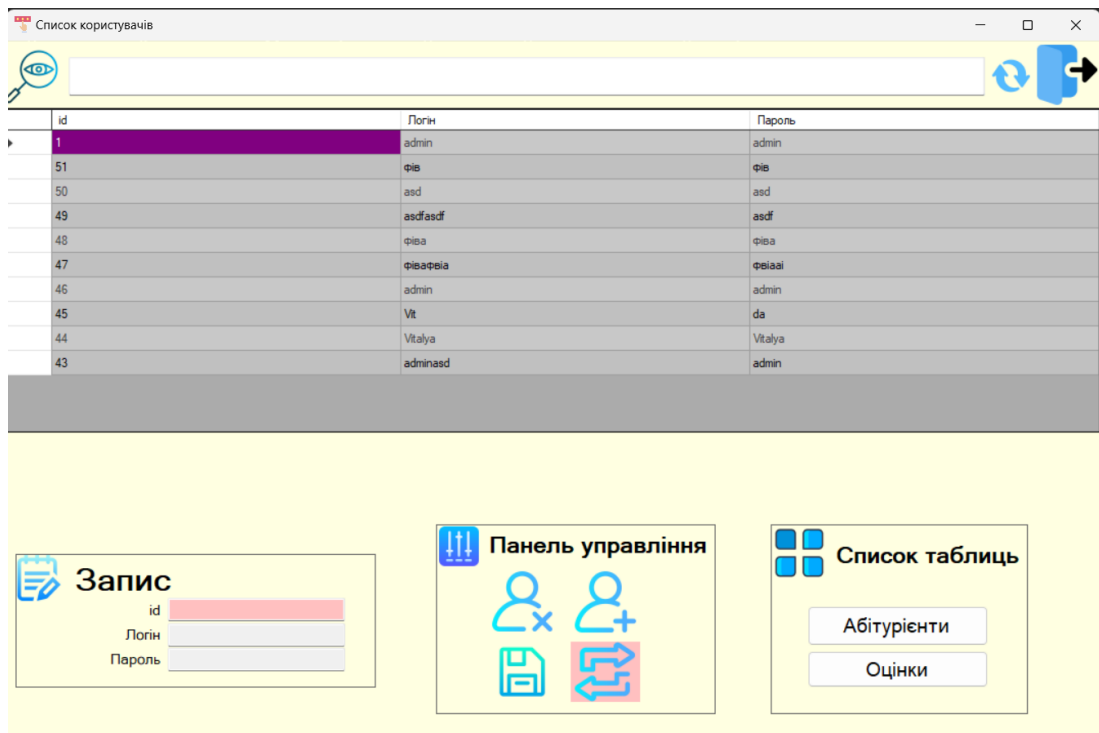 Список користувачів
id Логін Пароль
1 admin admin
51 фів фів
50 asd asd
49 asdfasdf asdf
48 фіва фіва
47 фівафвіа фвіааі
46 admin admin
45 Vit da
44 Vitalya Vitalya
43 adminasd admin
Запис
id
Логін
Пароль
Панель управління
Список таблиць
Абітурієнти
Оцінки